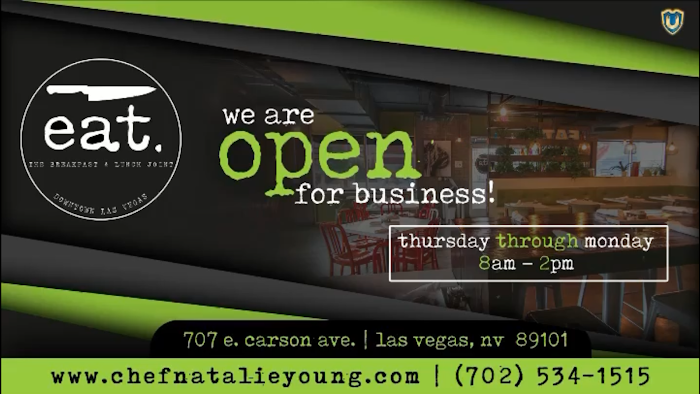 eat.
THE BREAKFAST & LUNCH JOINT
DOWNTOWN LAS VEGAS
we are
open
for business!
thursday through monday
8am - 2pm
707 e. carson ave. | las vegas, nv 89101
www.chefnatalieyoung.com | (702) 534-1515